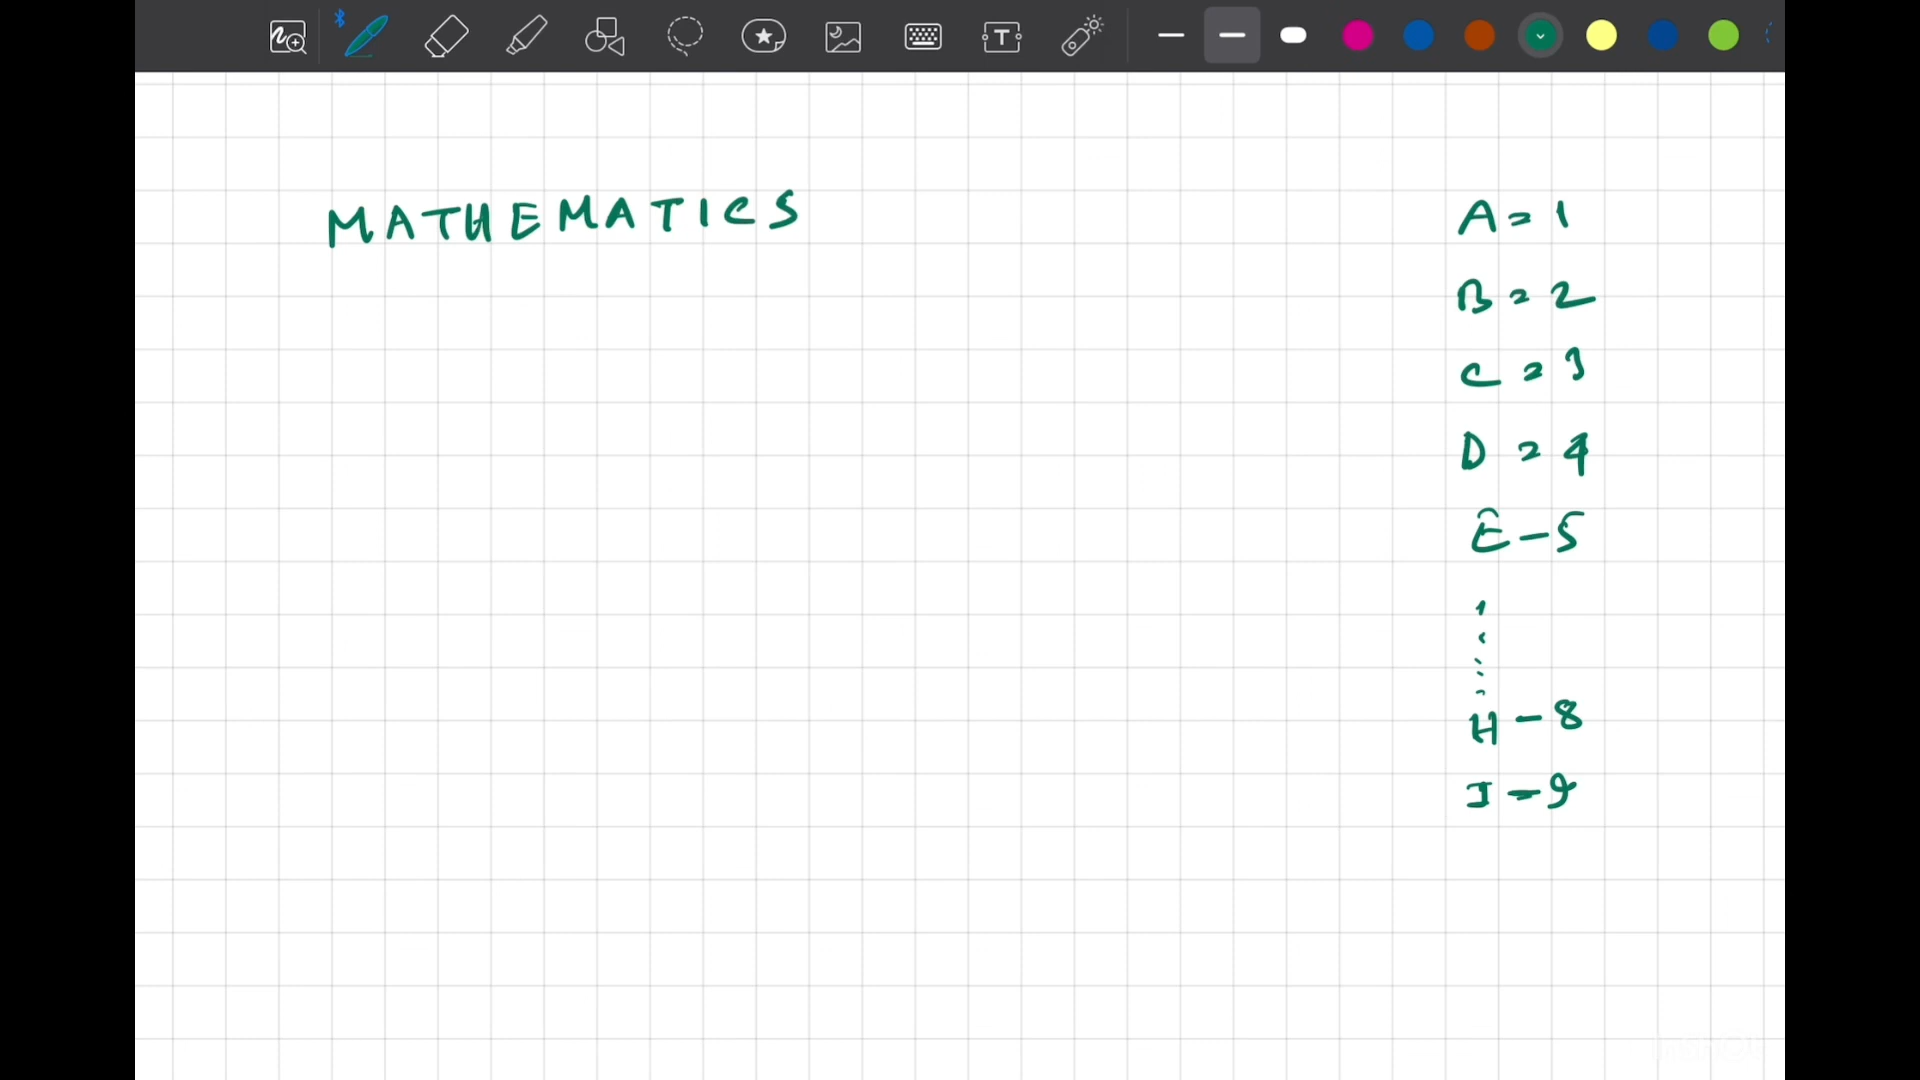 MATHEMATICS
A = 1
B = 2
C = 3
D = 4
E - 5
H - 8
I - 9